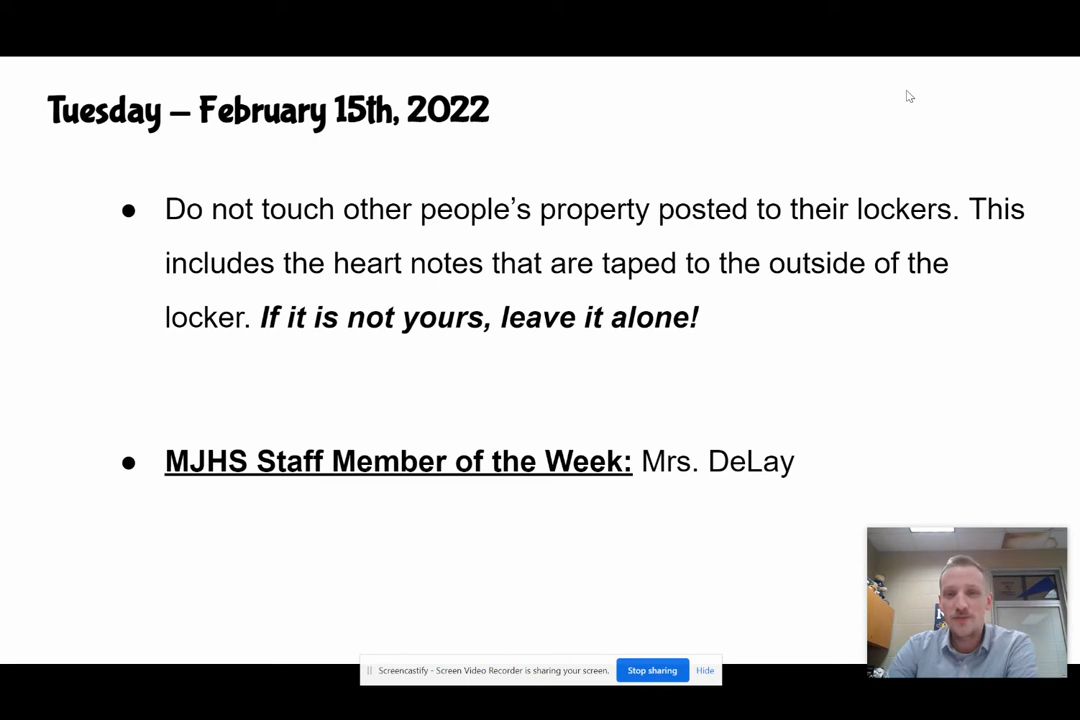 Tuesday – February 15th, 2022
● Do not touch other people’s property posted to their lockers. This
includes the heart notes that are taped to the outside of the
locker. If it is not yours, leave it alone!
● MJHS Staff Member of the Week: Mrs. DeLay
Screencastify - Screen Video Recorder is sharing your screen. Stop sharing Hide